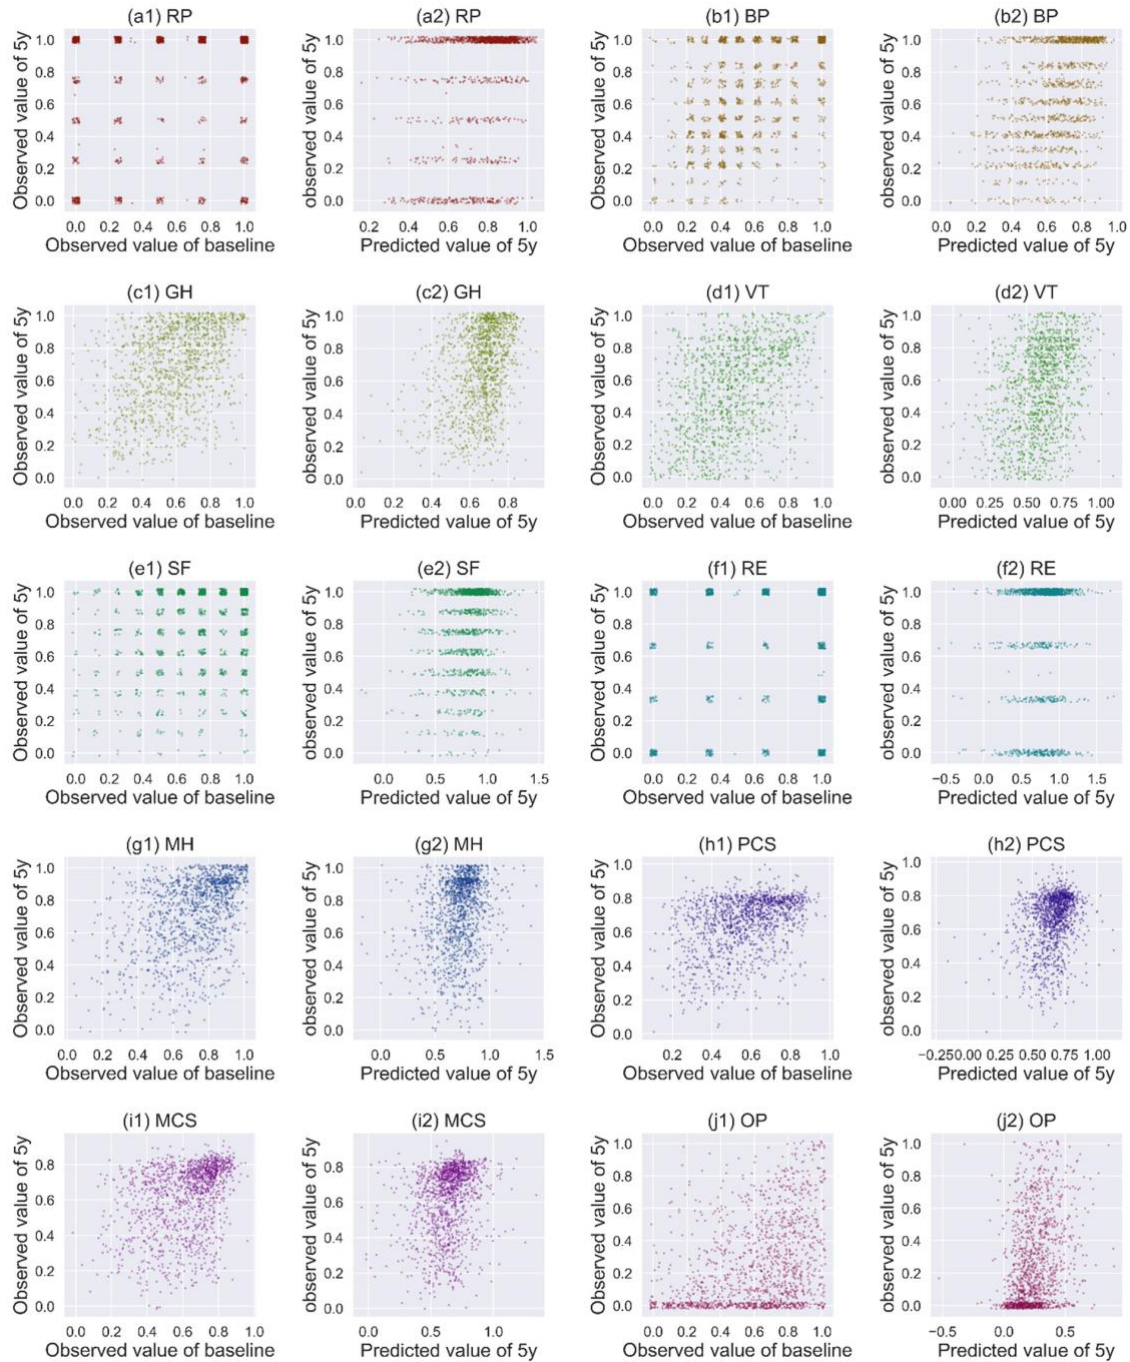 (a1) RP (a2) RP (b1) BP (b2) BP
Observed value of 5y
1.0
0.8
0.6
0.4
0.2
0.0
0.0 0.2 0.4 0.6 0.8 1.0
Observed value of baseline
observed value of 5y
1.0
0.8
0.6
0.4
0.2
0.0
0.2 0.4 0.6 0.8 1.0
Predicted value of 5y
Observed value of 5y
1.0
0.8
0.6
0.4
0.2
0.0
0.0 0.2 0.4 0.6 0.8 1.0
Observed value of baseline
observed value of 5y
1.0
0.8
0.6
0.4
0.2
0.0
0.0 0.2 0.4 0.6 0.8 1.0
Predicted value of 5y
(c1) GH (c2) GH (d1) VT (d2) VT
Observed value of 5y
1.0
0.8
0.6
0.4
0.2
0.0
0.0 0.2 0.4 0.6 0.8 1.0
Observed value of baseline
observed value of 5y
1.0
0.8
0.6
0.4
0.2
0.0
0.0 0.2 0.4 0.6 0.8
Predicted value of 5y
Observed value of 5y
1.0
0.8
0.6
0.4
0.2
0.0
0.0 0.2 0.4 0.6 0.8 1.0
Observed value of baseline
observed value of 5y
1.0
0.8
0.6
0.4
0.2
0.0
0.00 0.25 0.50 0.75 1.00
Predicted value of 5y
(e1) SF (e2) SF (f1) RE (f2) RE
Observed value of 5y
1.0
0.8
0.6
0.4
0.2
0.0
0.0 0.2 0.4 0.6 0.8 1.0
Observed value of baseline
observed value of 5y
1.0
0.8
0.6
0.4
0.2
0.0
0.0 0.5 1.0 1.5
Predicted value of 5y
Observed value of 5y
1.0
0.8
0.6
0.4
0.2
0.0
0.0 0.2 0.4 0.6 0.8 1.0
Observed value of baseline
observed value of 5y
1.0
0.8
0.6
0.4
0.2
0.0
−0.5 0.0 0.5 1.0 1.5
Predicted value of 5y
(g1) MH (g2) MH (h1) PCS (h2) PCS
Observed value of 5y
1.0
0.8
0.6
0.4
0.2
0.0
0.0 0.2 0.4 0.6 0.8 1.0
Observed value of baseline
observed value of 5y
1.0
0.8
0.6
0.4
0.2
0.0
0.0 0.5 1.0 1.5
Predicted value of 5y
Observed value of 5y
1.0
0.8
0.6
0.4
0.2
0.0
0.2 0.4 0.6 0.8 1.0
Observed value of baseline
observed value of 5y
1.0
0.8
0.6
0.4
0.2
0.0
−0.25 0.00 0.25 0.50 0.75 1.00
Predicted value of 5y
(i1) MCS (i2) MCS (j1) OP (j2) OP
Observed value of 5y
0.8
0.6
0.4
0.2
0.0
0.0 0.2 0.4 0.6 0.8 1.0
Observed value of baseline
observed value of 5y
0.8
0.6
0.4
0.2
0.0
0.0 0.5 1.0
Predicted value of 5y
Observed value of 5y
1.0
0.8
0.6
0.4
0.2
0.0
0.0 0.2 0.4 0.6 0.8 1.0
Observed value of baseline
observed value of 5y
1.0
0.8
0.6
0.4
0.2
0.0
−0.5 0.0 0.5
Predicted value of 5y